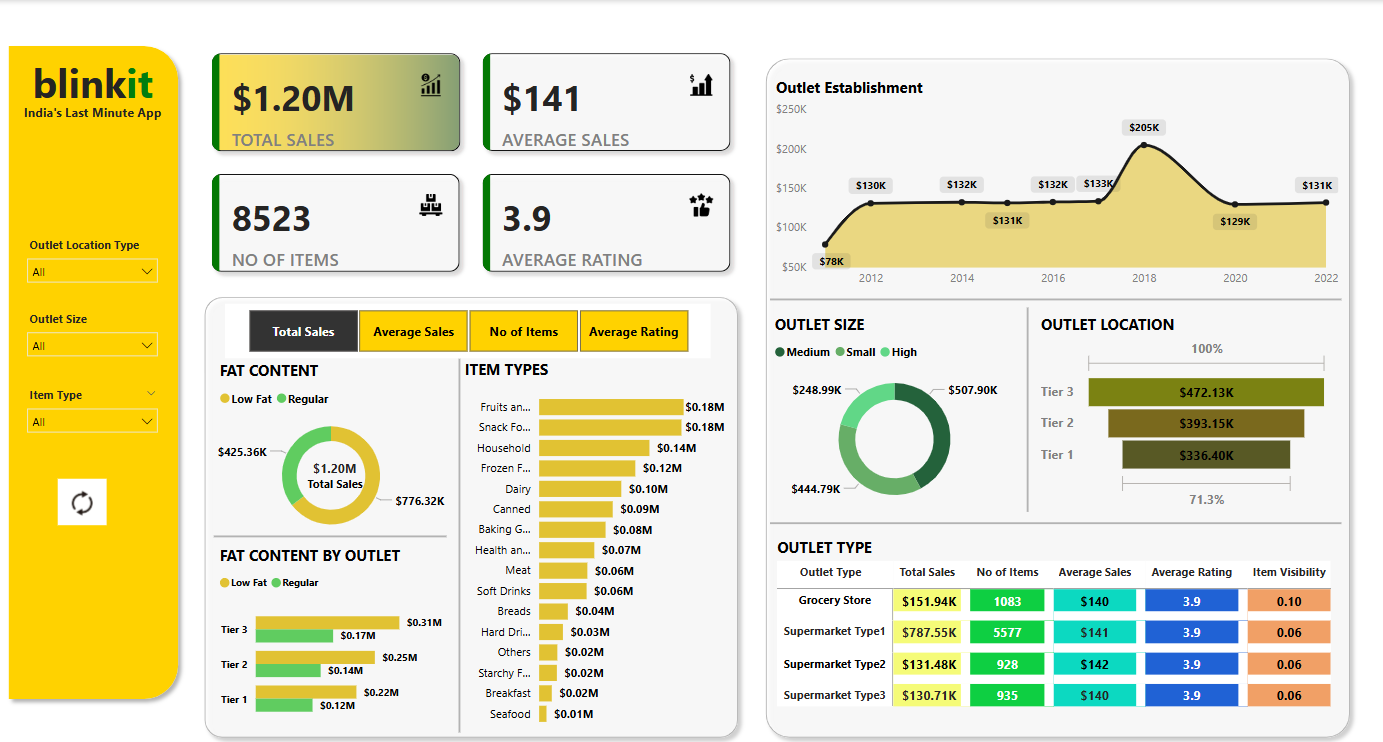 blinkit
India's Last Minute App
Outlet Location Type
All
Outlet Size
All
Item Type
All
$1.20M
TOTAL SALES
$141
AVERAGE SALES
8523
NO OF ITEMS
3.9
AVERAGE RATING
Total Sales
Average Sales
No of Items
Average Rating
FAT CONTENT
Low Fat Regular
$425.36K
$1.20M
Total Sales
$776.32K
FAT CONTENT BY OUTLET
Low Fat Regular
Tier 3 $0.31M
$0.17M
Tier 2 $0.25M
$0.14M
Tier 1 $0.22M
$0.12M
ITEM TYPES
Fruits an... $0.18M
Snack Fo... $0.18M
Household $0.14M
Frozen F... $0.12M
Dairy $0.10M
Canned $0.09M
Baking G... $0.08M
Health an... $0.07M
Meat $0.06M
Soft Drinks $0.06M
Breads $0.04M
Hard Dri... $0.03M
Others $0.02M
Starchy F... $0.02M
Breakfast $0.02M
Seafood $0.01M
Outlet Establishment
$250K
$200K
$150K
$100K
$50K
$78K
$130K
$132K
$131K
$132K
$133K
$205K
$129K
$131K
2012 2014 2016 2018 2020 2022
OUTLET SIZE
Medium Small High
$248.99K
$507.90K
$444.79K
OUTLET LOCATION
100%
Tier 3 $472.13K
Tier 2 $393.15K
Tier 1 $336.40K
71.3%
OUTLET TYPE
Outlet Type Total Sales No of Items Average Sales Average Rating Item Visibility
Grocery Store $151.94K 1083 $140 3.9 0.10
Supermarket Type1 $787.55K 5577 $141 3.9 0.06
Supermarket Type2 $131.48K 928 $142 3.9 0.06
Supermarket Type3 $130.71K 935 $140 3.9 0.06